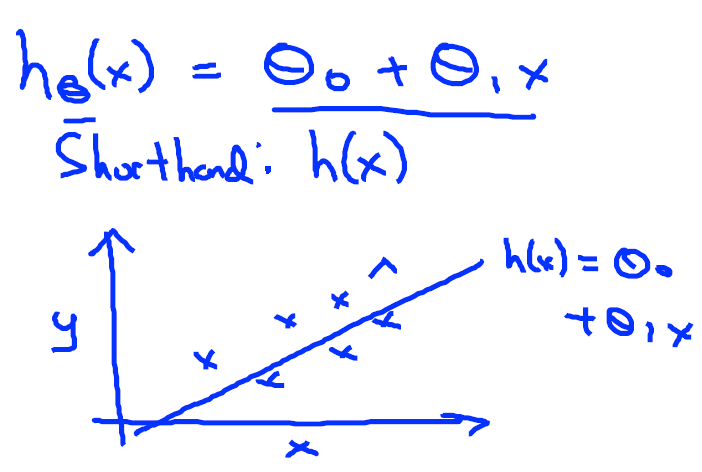 hθ(x) = θ₀ + θ₁x
Shorthand: h(x)
h(x) = θ₀
+ θ₁x
y
x